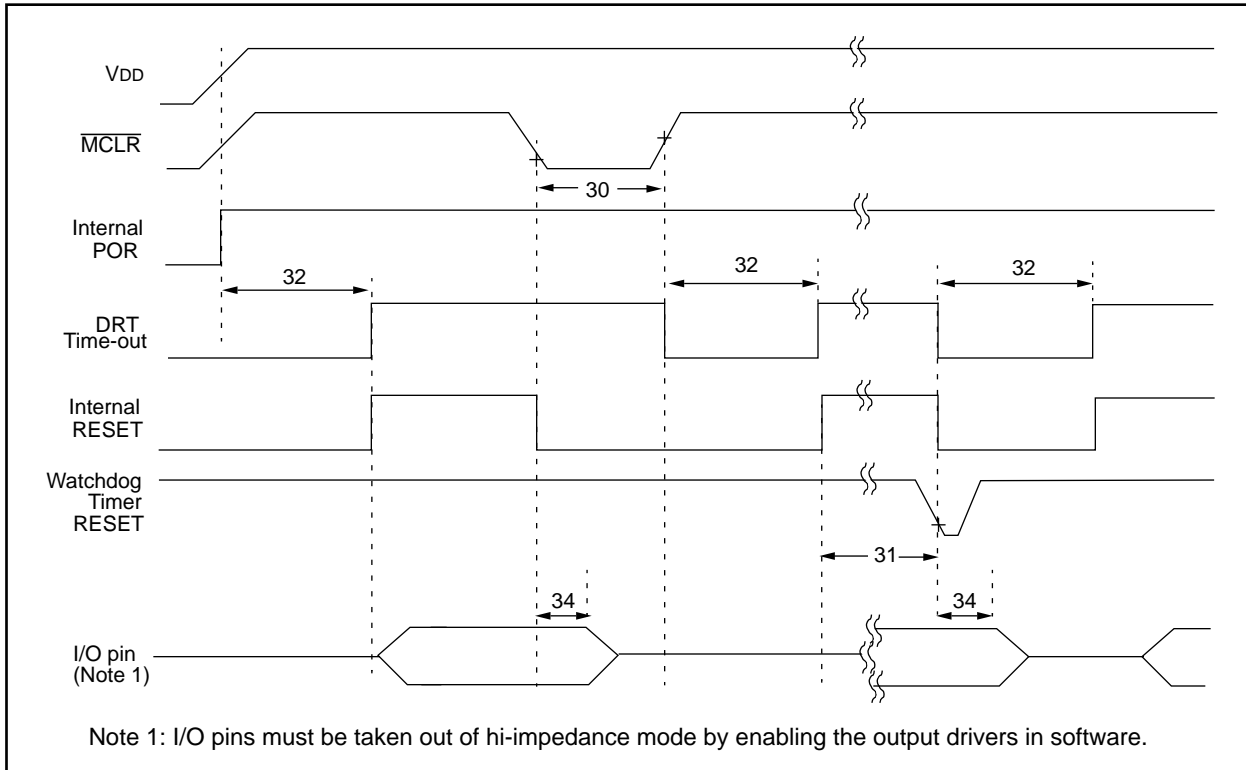 VDD
MCLR
30
Internal
POR
32
32
32
DRT
Time-out
Internal
RESET
Watchdog
Timer
RESET
31
34
34
I/O pin
(Note 1)
Note 1: I/O pins must be taken out of hi-impedance mode by enabling the output drivers in software.